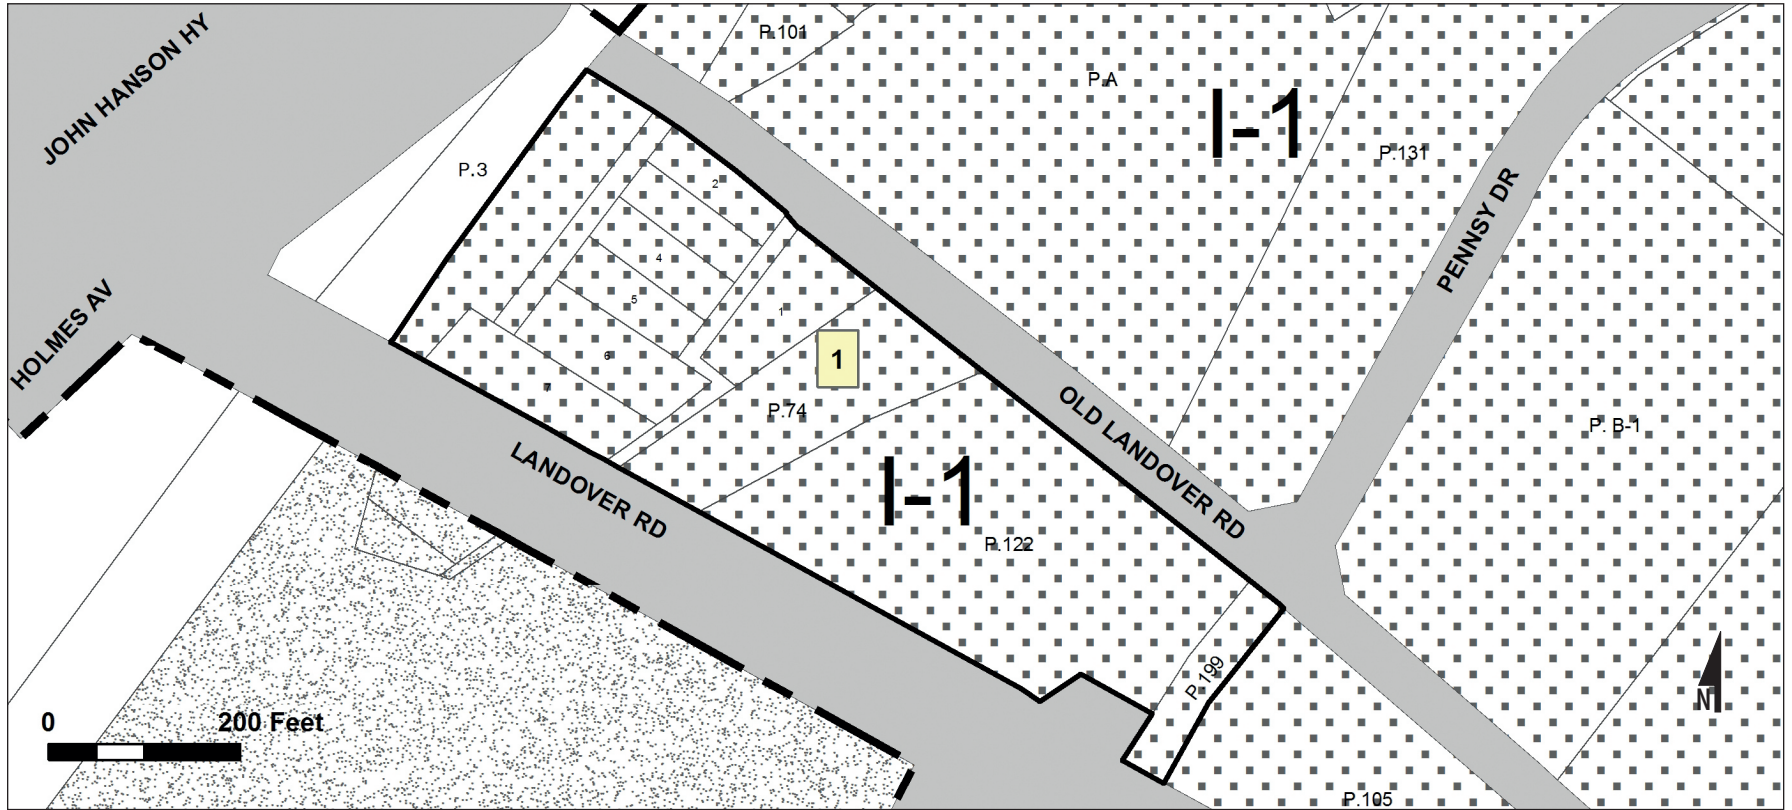 JOHN HANSON HY
P.101
P.A
I-1
P.131
P.3
2
PENNSY DR
4
HOLMES AV
5
1
1
6
7
P.74
OLD LANDOVER RD
P. B-1
LANDOVER RD
I-1
P.122
P.199
N
0 200 Feet
P.105